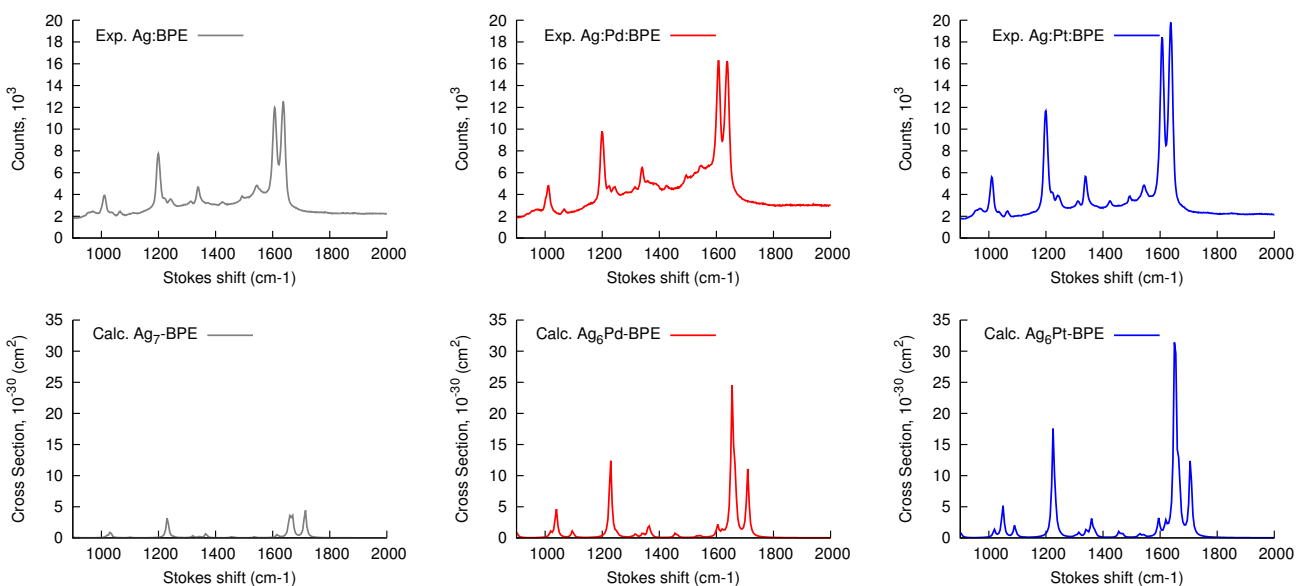 Exp. Ag:BPE
Counts, 10^3
20
18
16
14
12
10
8
6
4
2
0
1000 1200 1400 1600 1800 2000
Stokes shift (cm-1)
Exp. Ag:Pd:BPE
Counts, 10^3
20
18
16
14
12
10
8
6
4
2
0
1000 1200 1400 1600 1800 2000
Stokes shift (cm-1)
Exp. Ag:Pt:BPE
Counts, 10^3
20
18
16
14
12
10
8
6
4
2
0
1000 1200 1400 1600 1800 2000
Stokes shift (cm-1)
Calc. Ag₇-BPE
Cross Section, 10^-30 (cm^2)
35
30
25
20
15
10
5
0
1000 1200 1400 1600 1800 2000
Stokes shift (cm-1)
Calc. Ag₆Pd-BPE
Cross Section, 10^-30 (cm^2)
35
30
25
20
15
10
5
0
1000 1200 1400 1600 1800 2000
Stokes shift (cm-1)
Calc. Ag₆Pt-BPE
Cross Section, 10^-30 (cm^2)
35
30
25
20
15
10
5
0
1000 1200 1400 1600 1800 2000
Stokes shift (cm-1)